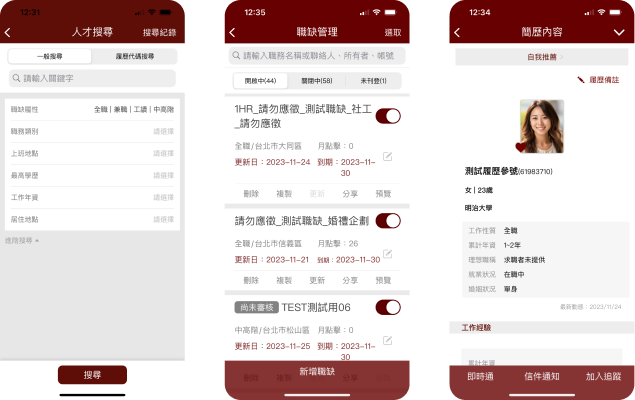 12:31
人才搜尋
搜尋紀錄
一般搜尋
履歷代碼搜尋
請輸入關鍵字
職缺屬性
全職 | 兼職 | 工讀 | 中高階
職務類別
請選擇
上班地點
請選擇
最高學歷
請選擇
工作年資
請選擇
居住地點
請選擇
進階搜尋
搜尋
12:35
職缺管理
選取
請輸入職務名稱或聯絡人、所有者、帳號
開啟中(44)
關閉中(58)
未刊登(1)
1HR_請勿應徵_測試職缺_社工
_請勿應徵
全職/台北市大同區
月點擊：0
更新日：2023-11-24
到期：2023-11-
30
刪除
複製
更新
分享
預覽
請勿應徵_測試職缺_婚禮企劃
全職/台北市信義區
月點擊：26
更新日：2023-11-21
到期：2023-11-30
刪除
複製
更新
分享
預覽
尚未審核
TEST測試用06
中高階/台北市松山區
月點擊：0
更新日：2023-11-25
到期：2023-11-
30
刪除
複製
更新
分享
預覽
新增職缺
12:34
簡歷內容
自我推薦
履歷備註
測試履歷參號(61983710)
女 | 23歲
明治大學
工作性質
全職
累計年資
1-2年
理想職稱
求職者未提供
就業狀況
在職中
婚姻狀況
單身
最新動態：2023/11/24
工作經驗
累計年資
即時通
信件通知
加入追蹤